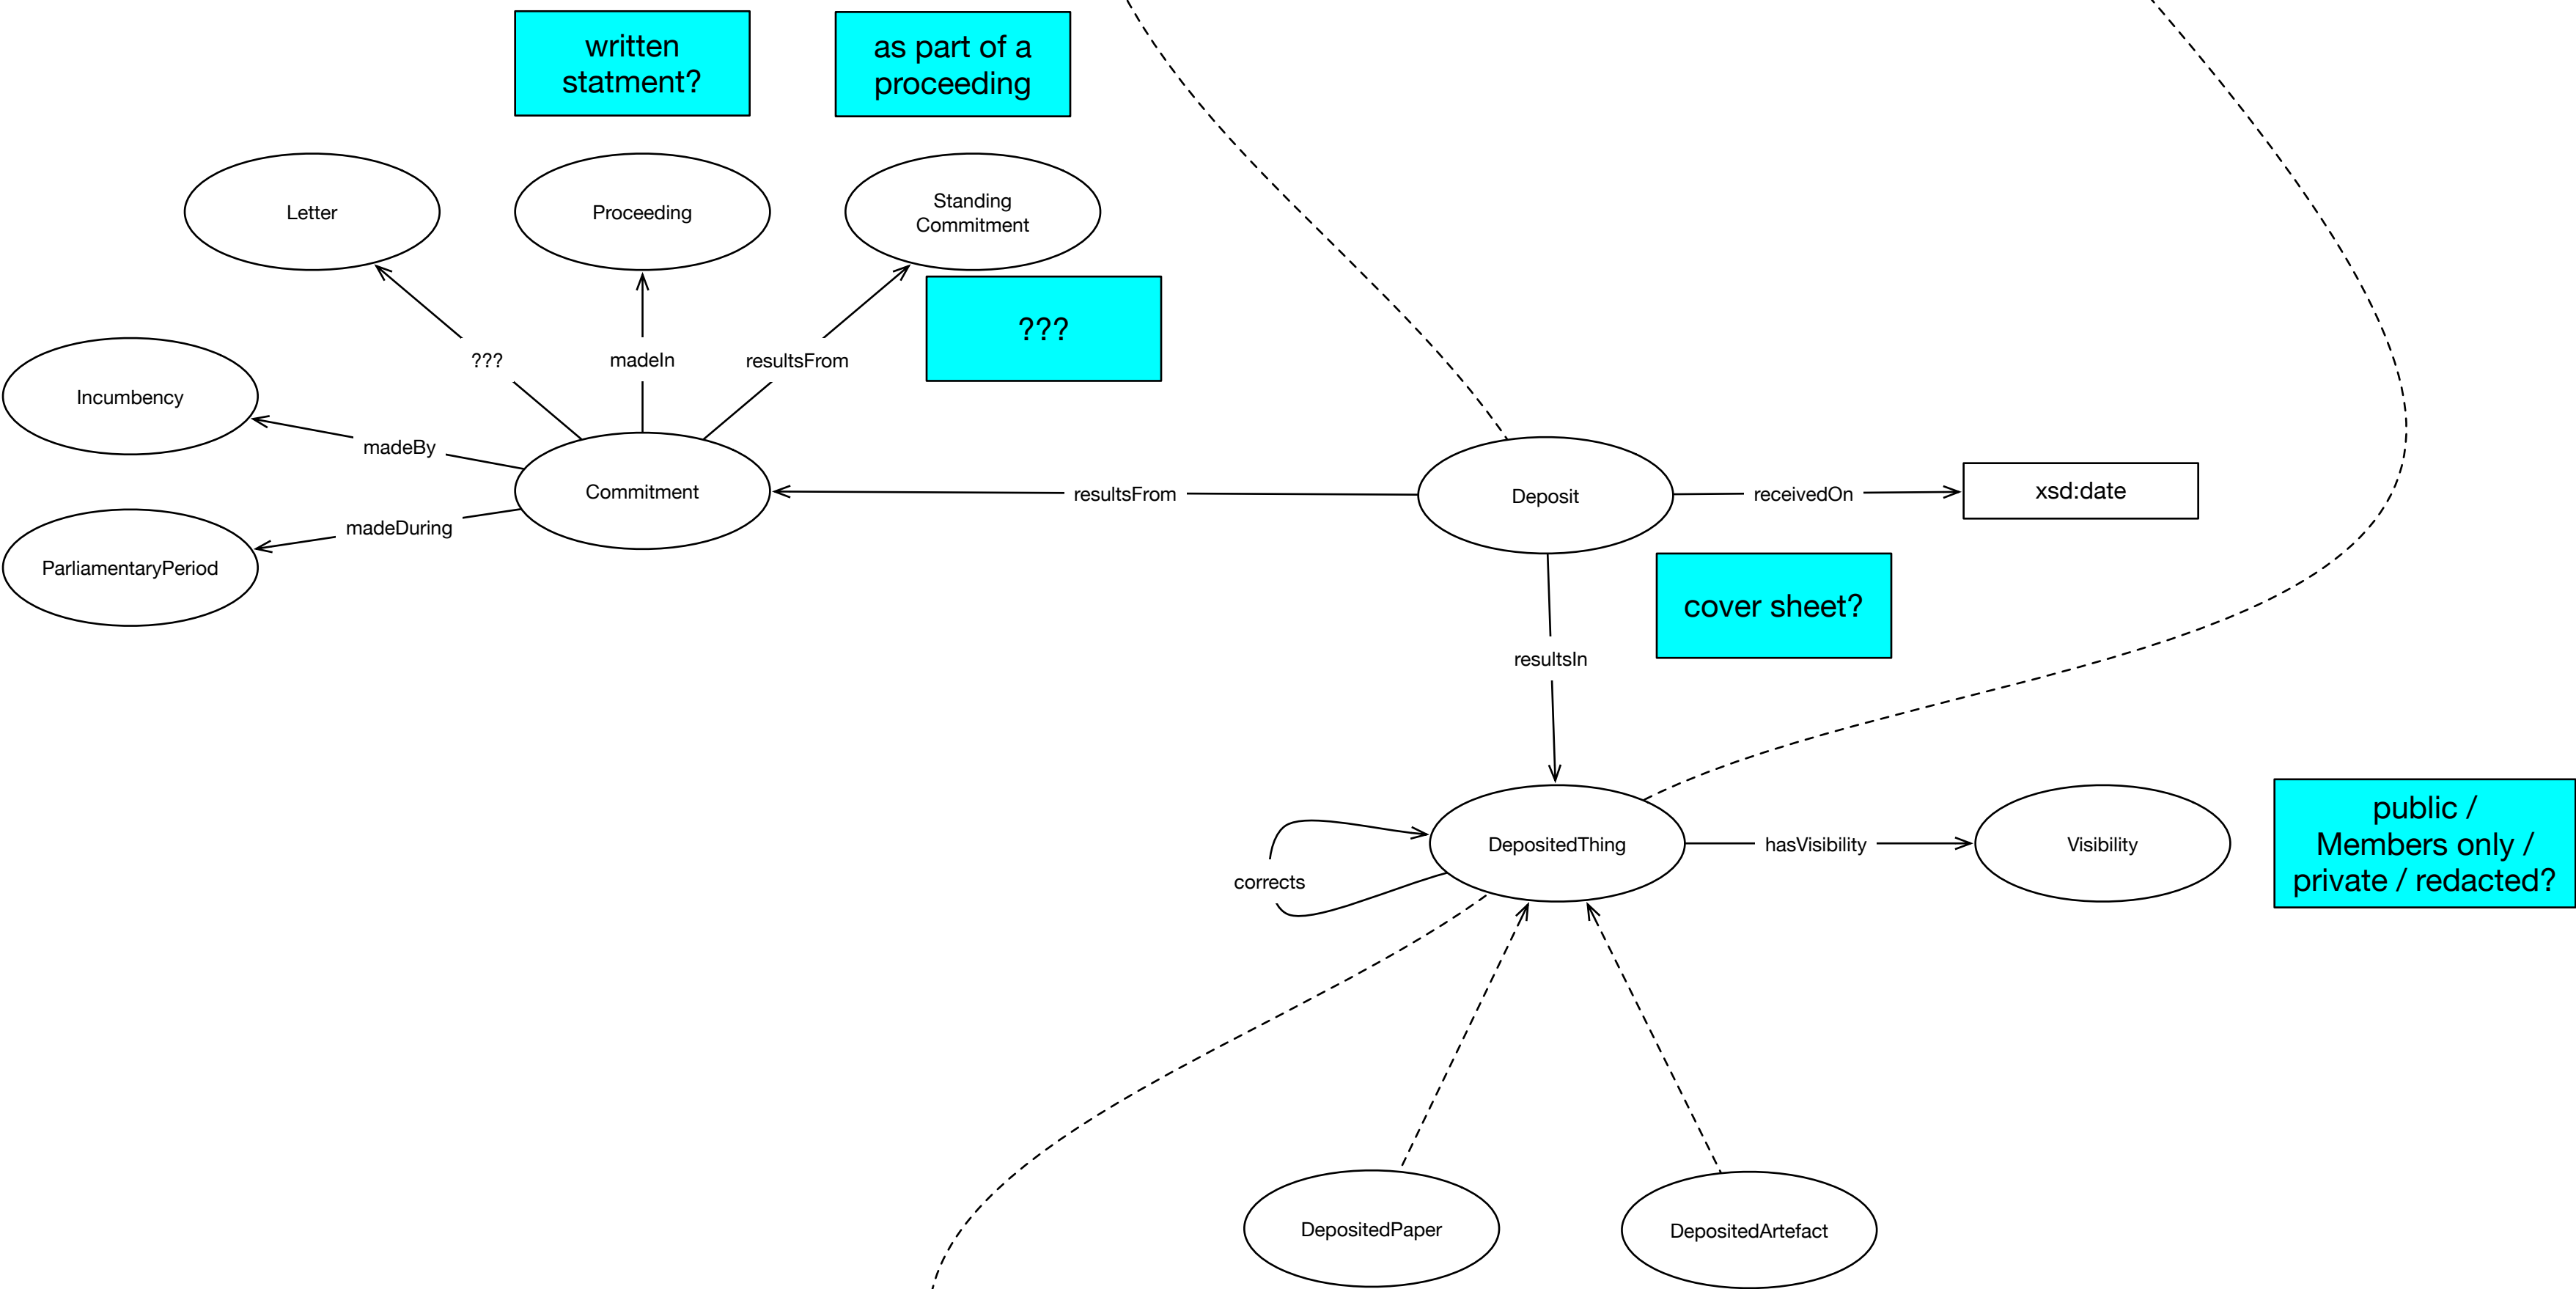 written
statment?
as part of a
proceeding
Letter
Proceeding
Standing
Commitment
???
???
madeIn
resultsFrom
Incumbency
madeBy
Commitment
resultsFrom
Deposit
receivedOn
xsd:date
madeDuring
ParliamentaryPeriod
cover sheet?
resultsIn
public /
Members only /
private / redacted?
DepositedThing
hasVisibility
Visibility
corrects
DepositedPaper
DepositedArtefact